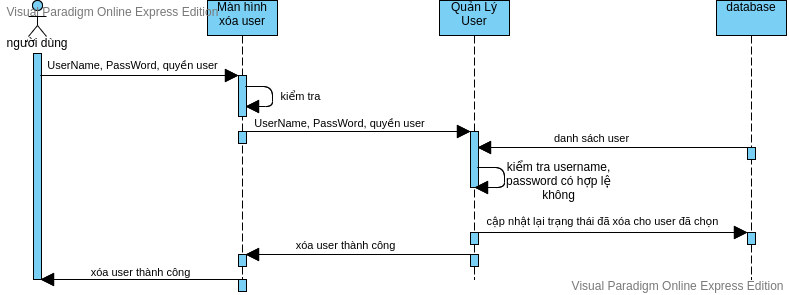 Visual Paradigm Online Express Edition
Màn hình
xóa user
Quản Lý
User
database
người dùng
UserName, PassWord, quyền user
kiểm tra
UserName, PassWord, quyền user
danh sách user
kiểm tra username,
password có hợp lệ
không
cập nhật lại trạng thái đã xóa cho user đã chọn
xóa user thành công
xóa user thành công
Visual Paradigm Online Express Edition